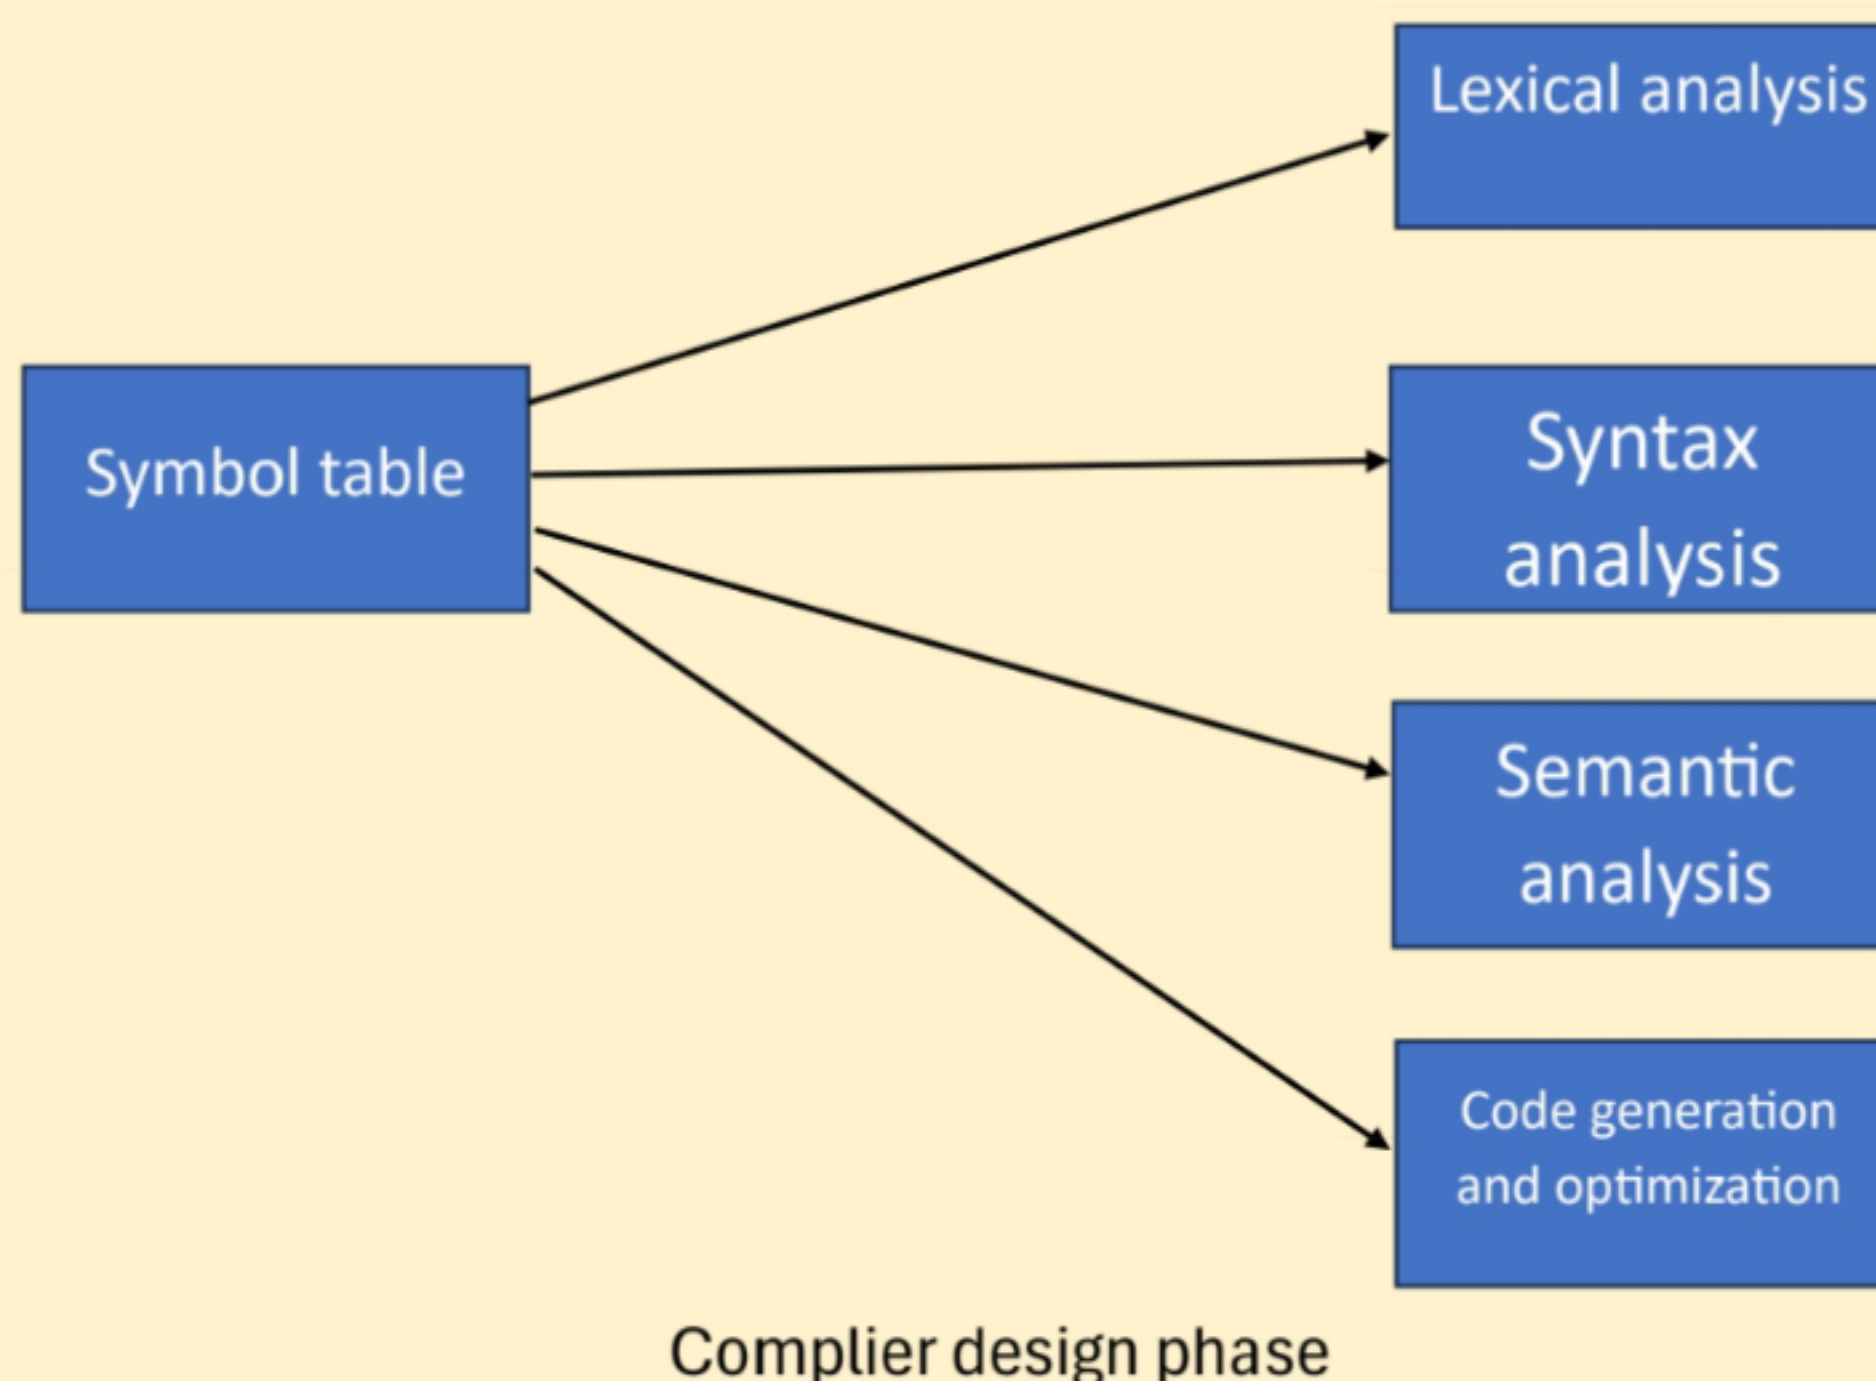 Lexical analysis
Symbol table
Syntax
analysis
Semantic
analysis
Code generation
and optimization
Complier design phase